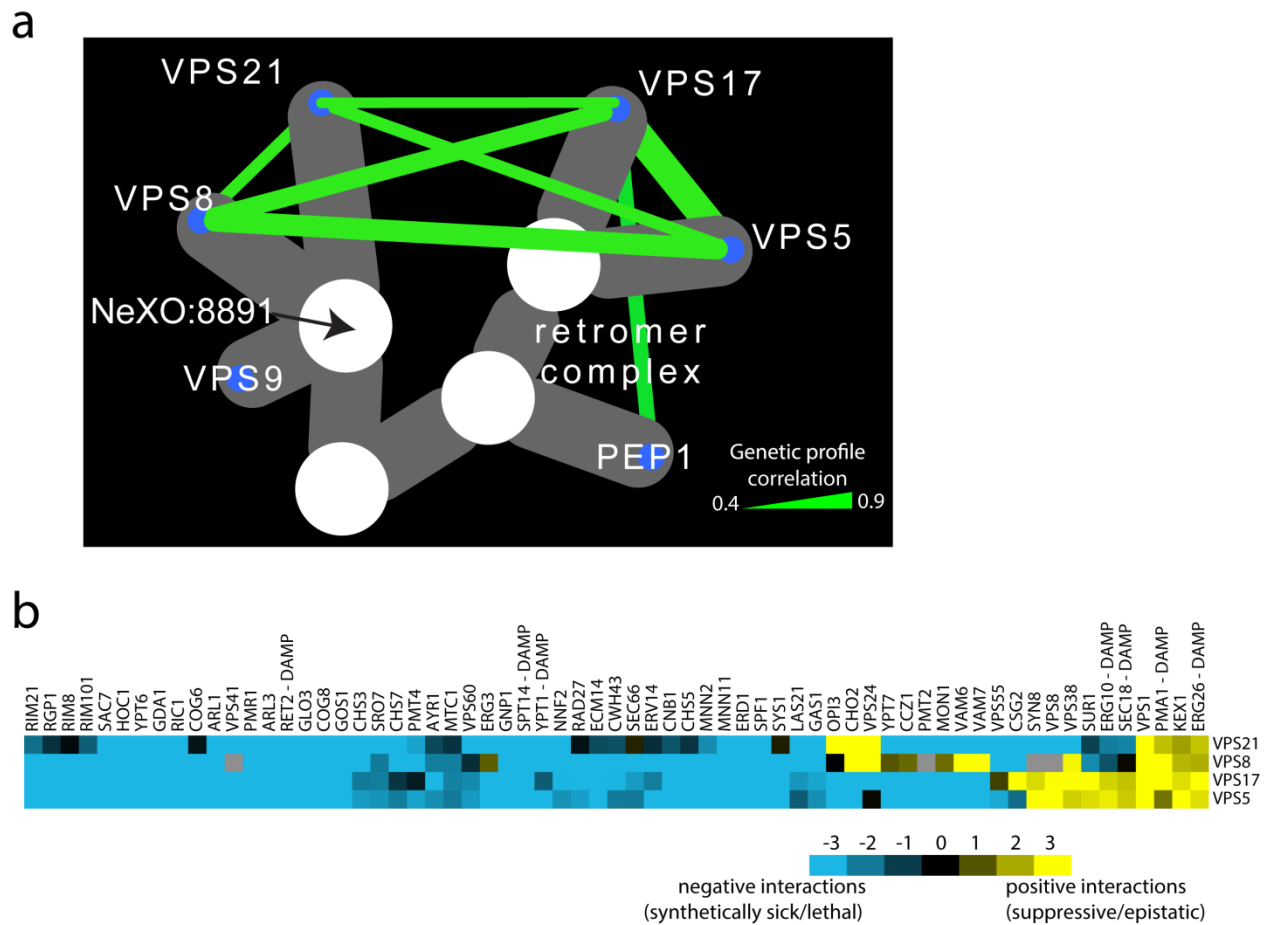 a
VPS21
VPS17
VPS8
VPS5
NeXO:8891
retromer
complex
VPS9
PEP1
Genetic profile
correlation
0.4
0.9
b
RIM21
RGP1
RIM8
RIM101
SAC7
HOC1
YPT6
GDA1
RIC1
COG6
ARL1
VPS41
PMR1
ARL3
RET2 - DAMP
GLO3
COG8
GOS1
CHS3
SRO7
CHS7
PMT4
AYR1
MTC1
VPS60
ERG3
GNP1
SPT14 - DAMP
YPT1 - DAMP
NNF2
RAD27
ECM14
CWH43
SEC66
ERV14
CNB1
CHS5
MNN2
MNN11
ERD1
SPF1
SYS1
LAS21
GAS1
OPI3
CHO2
VPS24
YPT7
CCZ1
PMT2
MON1
VAM6
VAM7
VPS55
CSG2
SYN8
VPS8
VPS38
SUR1
ERG10 - DAMP
SEC18 - DAMP
VPS1
PMA1 - DAMP
KEX1
ERG26 - DAMP
VPS21
VPS8
VPS17
VPS5
-3 -2 -1 0 1 2 3
negative interactions
(synthetically sick/lethal)
positive interactions
(suppressive/epistatic)